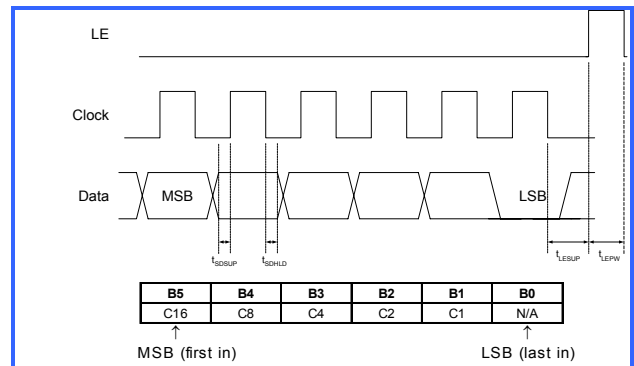 LE
Clock
Data MSB LSB
tSDSUP tSDHLD tLESUP tLEPW
B5 B4 B3 B2 B1 B0
C16 C8 C4 C2 C1 N/A
↑ ↑
MSB (first in) LSB (last in)